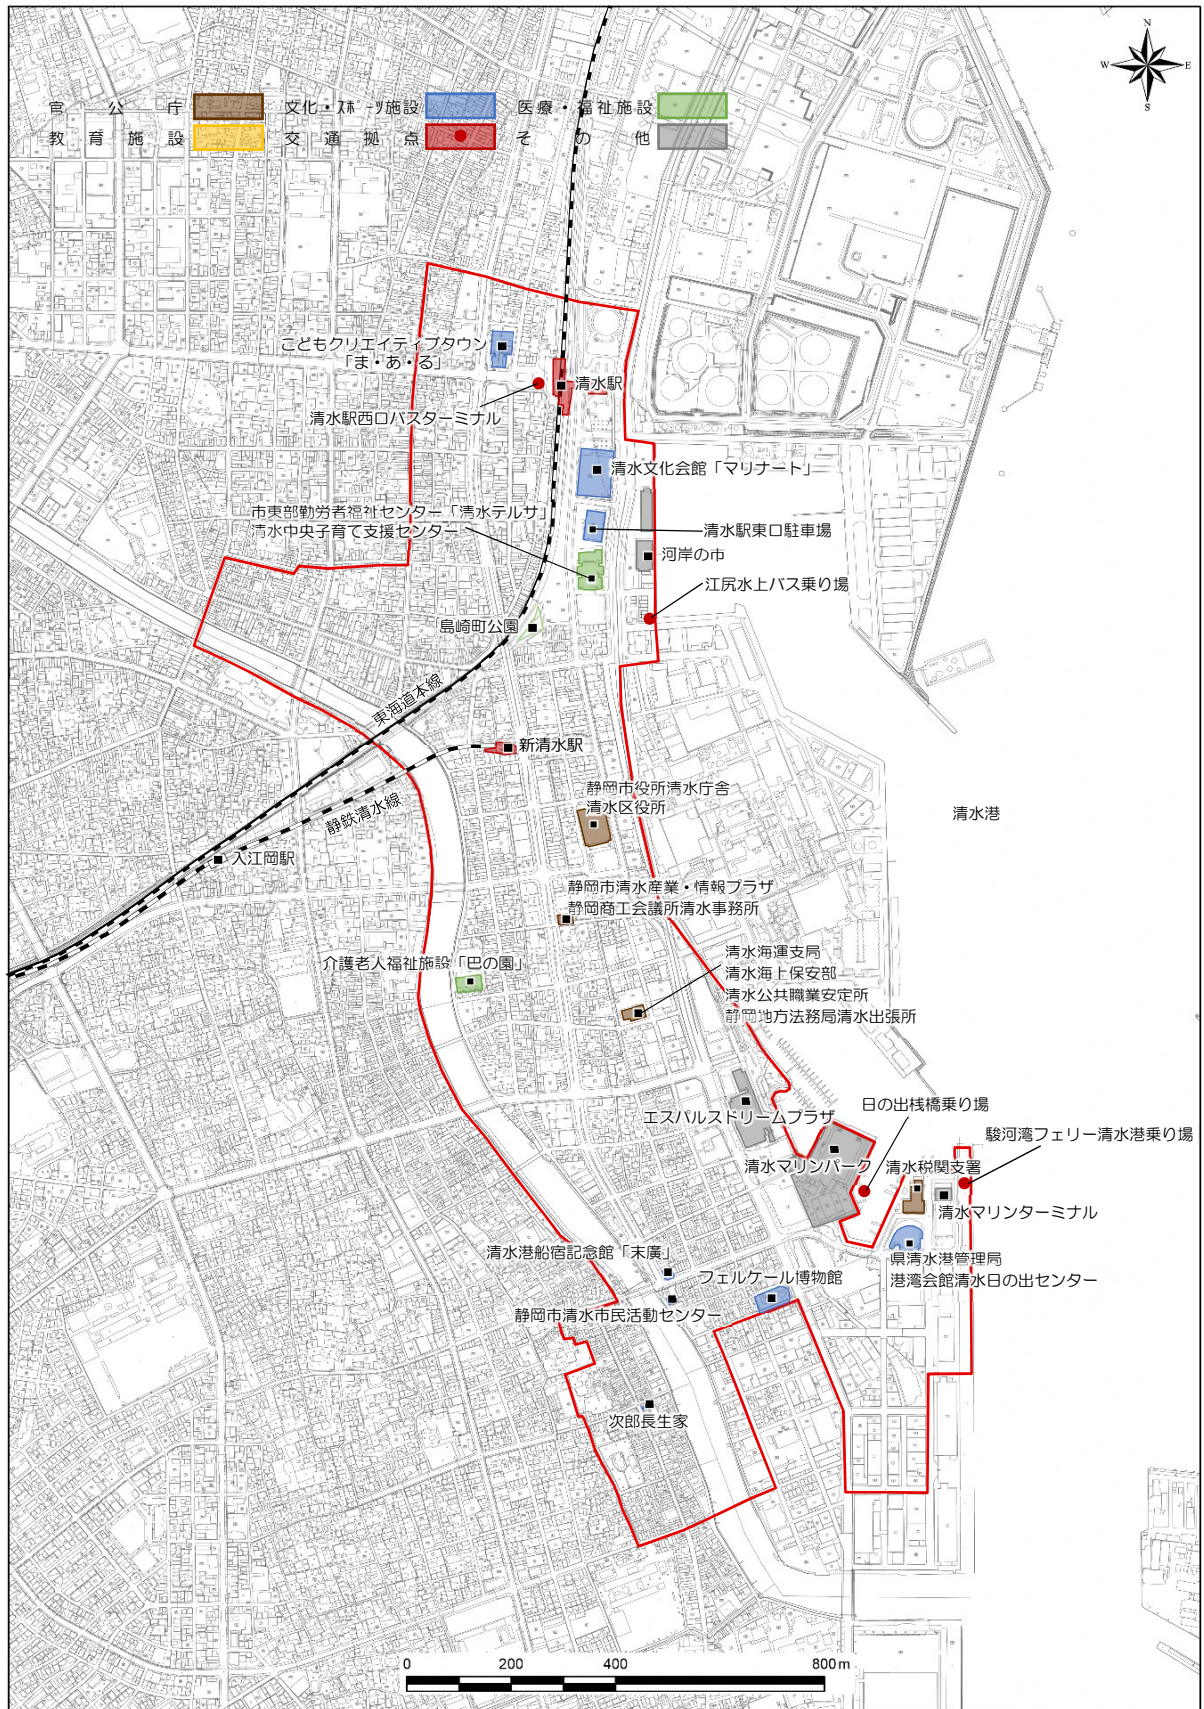 N
W E
S
官公庁 文化・ｽﾎﾟｰﾂ施設 医療・福祉施設
教育施設 交通拠点 その他
こどもクリエイティブタウン
「ま・あ・る」
清水駅
清水駅西口バスターミナル
清水文化会館「マリナート」
市東部勤労者福祉センター「清水テルサ」
清水中央子育て支援センター
清水駅東口駐車場
河岸の市
江尻水上バス乗り場
島崎町公園
東海道本線
新清水駅
静鉄清水線
静岡市役所清水庁舎
清水区役所
清水港
入江岡駅
静岡市清水産業・情報プラザ
静岡商工会議所清水事務所
介護老人福祉施設「巴の園」
清水海運支局
清水海上保安部
清水公共職業安定所
静岡地方法務局清水出張所
エスパルスドリームプラザ
日の出桟橋乗り場
駿河湾フェリー清水港乗り場
清水マリンパーク
清水税関支署
清水マリンターミナル
清水港船宿記念館「末廣」
県清水港管理局
港湾会館清水日の出センター
フェルケール博物館
静岡市清水市民活動センター
次郎長生家
0 200 400 800m